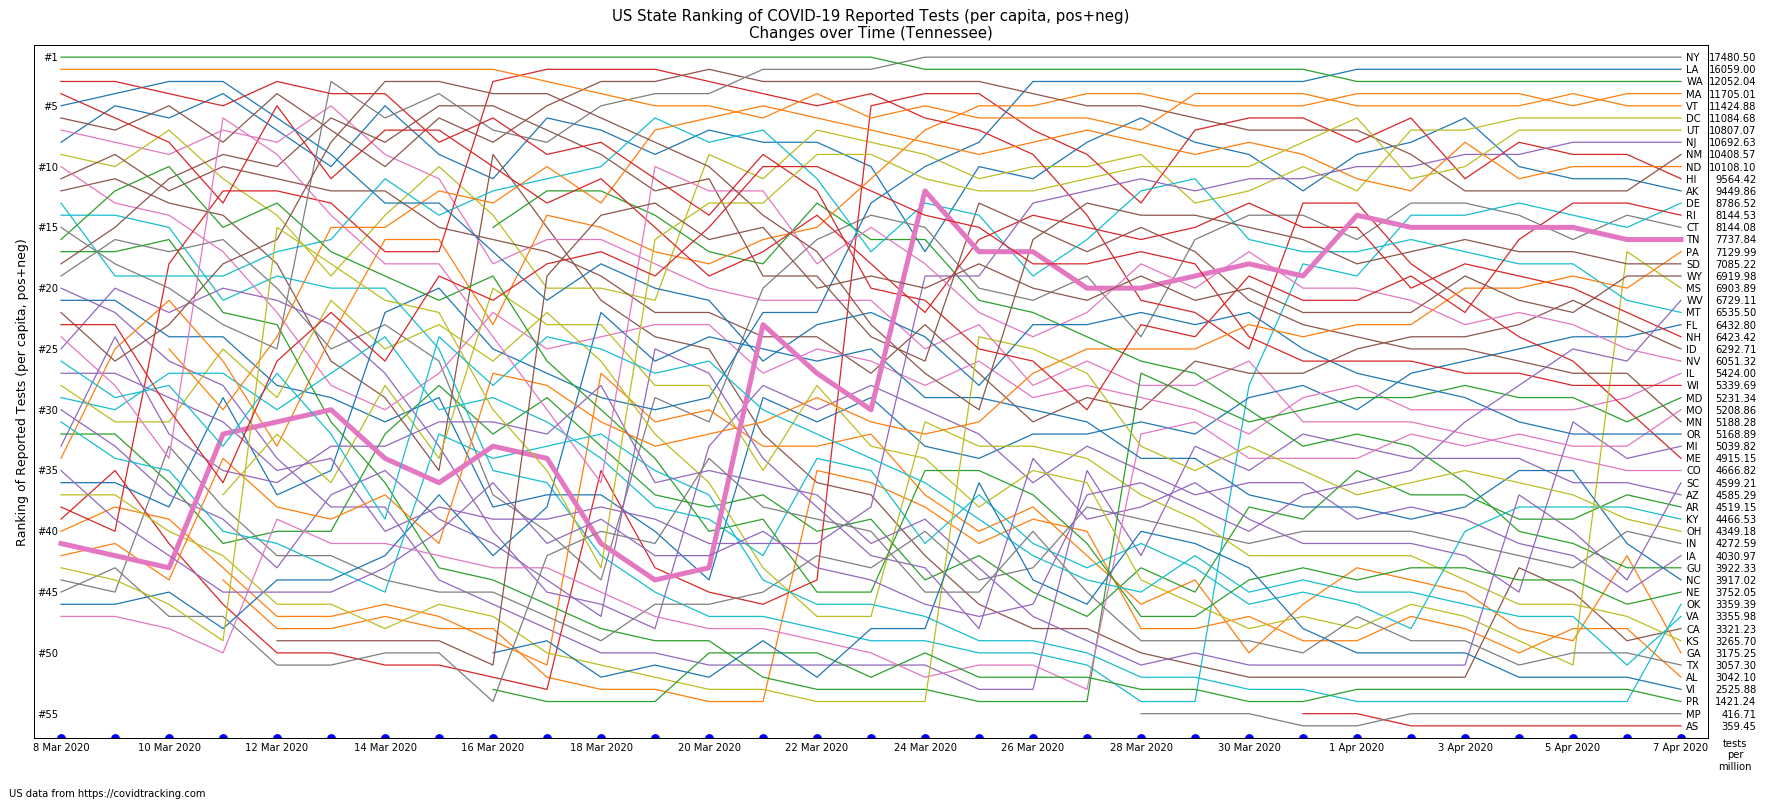 US State Ranking of COVID-19 Reported Tests (per capita, pos+neg)
Changes over Time (Tennessee)
Ranking of Reported Tests (per capita, pos+neg)
#1
#5
#10
#15
#20
#25
#30
#35
#40
#45
#50
#55
NY 17480.50
LA 16059.00
WA 12052.04
MA 11705.01
VT 11424.88
DC 11084.68
UT 10807.07
NJ 10692.63
NM 10408.57
ND 10108.10
HI 9564.42
AK 9449.86
DE 8786.52
RI 8144.53
CT 8144.08
TN 7737.84
PA 7129.99
SD 7085.22
WY 6919.98
MS 6903.89
WV 6729.11
MT 6535.50
FL 6432.80
NH 6423.42
ID 6292.71
NV 6051.32
IL 5424.00
WI 5339.69
MD 5231.34
MO 5208.86
MN 5188.28
OR 5168.89
MI 5039.82
ME 4915.15
CO 4666.82
SC 4599.21
AZ 4585.29
AR 4519.15
KY 4466.53
OH 4349.18
IN 4272.59
IA 4030.97
GU 3922.33
NC 3917.02
NE 3752.05
OK 3359.39
VA 3355.98
CA 3321.23
KS 3265.70
GA 3175.25
TX 3057.30
AL 3042.10
VI 2525.88
PR 1421.24
MP 416.71
AS 359.45
8 Mar 2020 10 Mar 2020 12 Mar 2020 14 Mar 2020 16 Mar 2020 18 Mar 2020 20 Mar 2020 22 Mar 2020 24 Mar 2020 26 Mar 2020 28 Mar 2020 30 Mar 2020 1 Apr 2020 3 Apr 2020 5 Apr 2020 7 Apr 2020
tests
per
million
US data from https://covidtracking.com